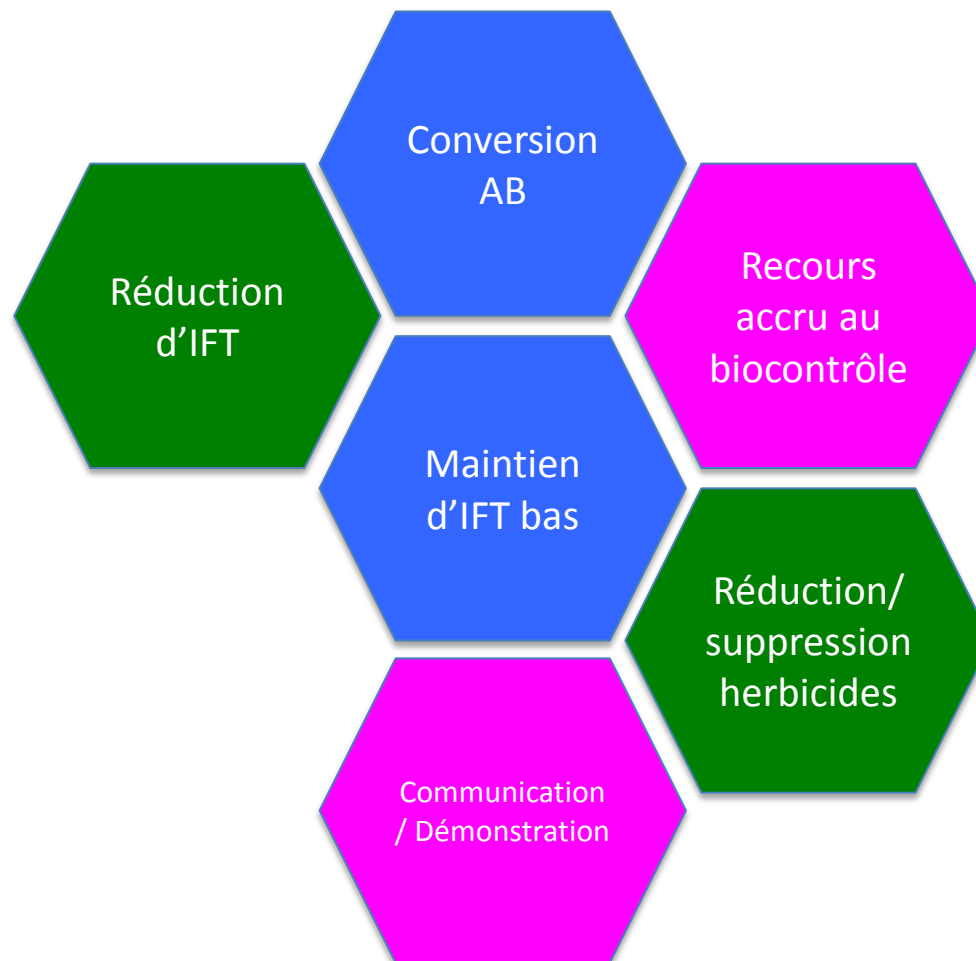 Conversion
AB
Réduction
d’IFT
Recours
accru au
biocontrôle
Maintien
d’IFT bas
Réduction/
suppression
herbicides
Communication
/ Démonstration